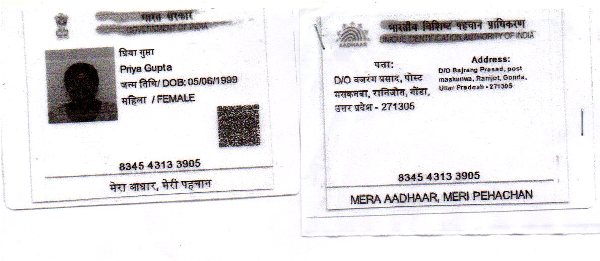 भारत सरकार
GOVERNMENT OF INDIA
प्रिया गुप्ता
Priya Gupta
जन्म तिथि/ DOB: 05/06/1999
महिला / FEMALE
8345 4313 3905
मेरा आधार, मेरी पहचान
भारतीय विशिष्ट पहचान प्राधिकरण
UNIQUE IDENTIFICATION AUTHORITY OF INDIA
AADHAAR
पता:
D/O बजरंग प्रसाद, पोस्ट
मसकनवा, रामजोत, गोंडा,
उत्तर प्रदेश - 271305
Address:
D/O Bajrang Prasad, post
maskanwa, Ramjot, Gonda,
Uttar Pradesh - 271305
8345 4313 3905
MERA AADHAAR, MERI PEHACHAN